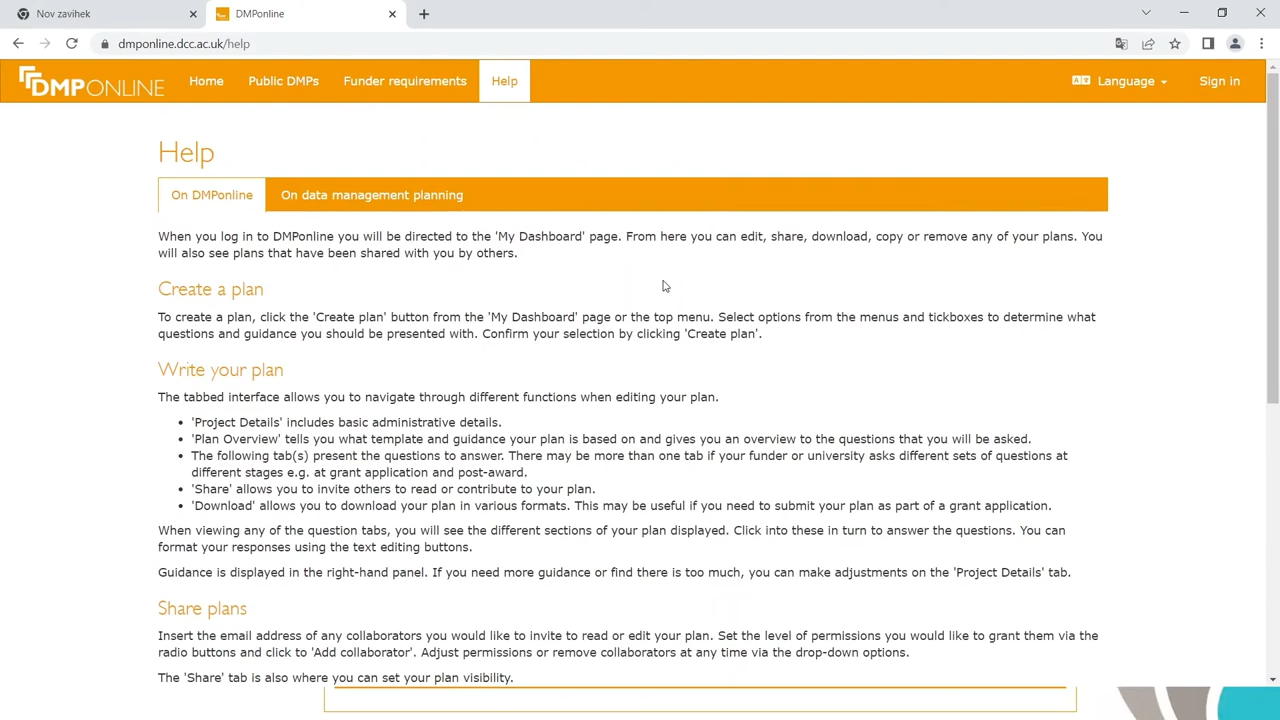 Nov zavihek
DMPonline
dmponline.dcc.ac.uk/help
DMPONLINE Home Public DMPs Funder requirements Help Language Sign in
Help
On DMPonline On data management planning
When you log in to DMPonline you will be directed to the 'My Dashboard' page. From here you can edit, share, download, copy or remove any of your plans. You
will also see plans that have been shared with you by others.
Create a plan
To create a plan, click the 'Create plan' button from the 'My Dashboard' page or the top menu. Select options from the menus and tickboxes to determine what
questions and guidance you should be presented with. Confirm your selection by clicking 'Create plan'.
Write your plan
The tabbed interface allows you to navigate through different functions when editing your plan.
• 'Project Details' includes basic administrative details.
• 'Plan Overview' tells you what template and guidance your plan is based on and gives you an overview to the questions that you will be asked.
• The following tab(s) present the questions to answer. There may be more than one tab if your funder or university asks different sets of questions at
different stages e.g. at grant application and post-award.
• 'Share' allows you to invite others to read or contribute to your plan.
• 'Download' allows you to download your plan in various formats. This may be useful if you need to submit your plan as part of a grant application.
When viewing any of the question tabs, you will see the different sections of your plan displayed. Click into these in turn to answer the questions. You can
format your responses using the text editing buttons.
Guidance is displayed in the right-hand panel. If you need more guidance or find there is too much, you can make adjustments on the 'Project Details' tab.
Share plans
Insert the email address of any collaborators you would like to invite to read or edit your plan. Set the level of permissions you would like to grant them via the
radio buttons and click to 'Add collaborator'. Adjust permissions or remove collaborators at any time via the drop-down options.
The 'Share' tab is also where you can set your plan visibility.